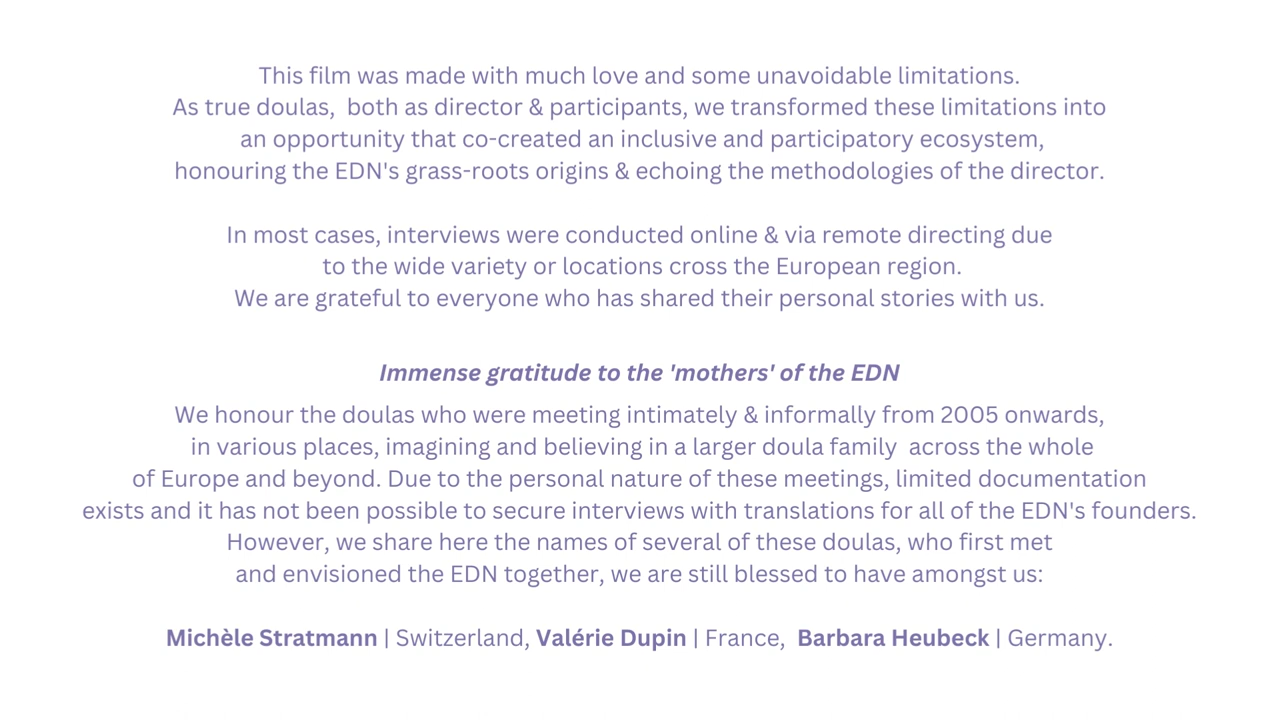 This film was made with much love and some unavoidable limitations.
As true doulas,  both as director & participants, we transformed these limitations into
an opportunity that co-created an inclusive and participatory ecosystem,
honouring the EDN's grass-roots origins & echoing the methodologies of the director.
In most cases, interviews were conducted online & via remote directing due
to the wide variety or locations cross the European region.
We are grateful to everyone who has shared their personal stories with us.
Immense gratitude to the 'mothers' of the EDN
We honour the doulas who were meeting intimately & informally from 2005 onwards,
in various places, imagining and believing in a larger doula family  across the whole
of Europe and beyond. Due to the personal nature of these meetings, limited documentation
exists and it has not been possible to secure interviews with translations for all of the EDN's founders.
However, we share here the names of several of these doulas, who first met
and envisioned the EDN together, we are still blessed to have amongst us:
Michèle Stratmann | Switzerland, Valérie Dupin | France,  Barbara Heubeck | Germany.